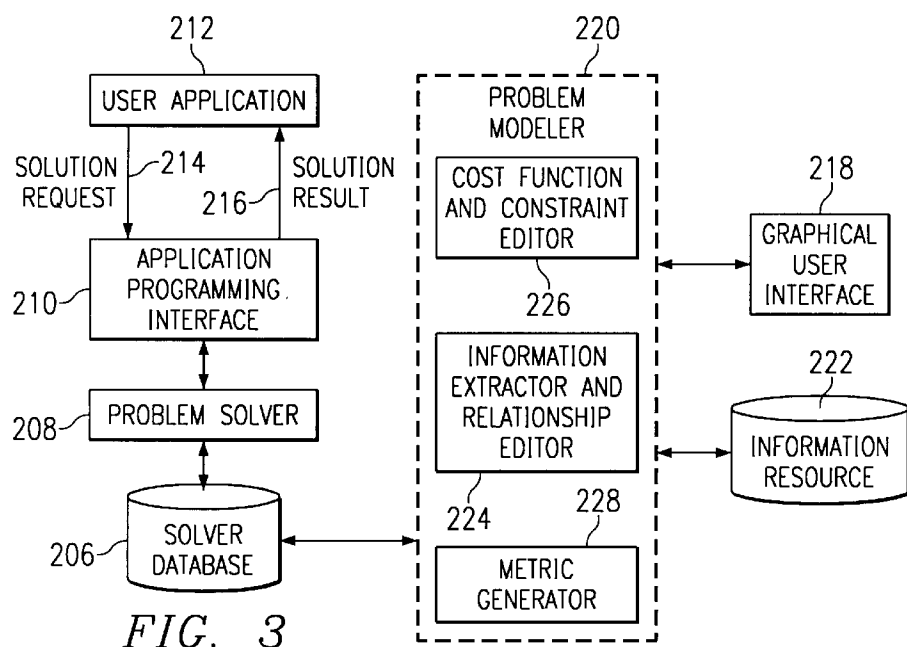 212
USER APPLICATION
SOLUTION
REQUEST
214
216
SOLUTION
RESULT
210
APPLICATION
PROGRAMMING
INTERFACE
208
PROBLEM SOLVER
206
SOLVER
DATABASE
220
PROBLEM
MODELER
COST FUNCTION
AND CONSTRAINT
EDITOR
226
INFORMATION
EXTRACTOR AND
RELATIONSHIP
EDITOR
224
228
METRIC
GENERATOR
218
GRAPHICAL
USER
INTERFACE
222
INFORMATION
RESOURCE
FIG. 3